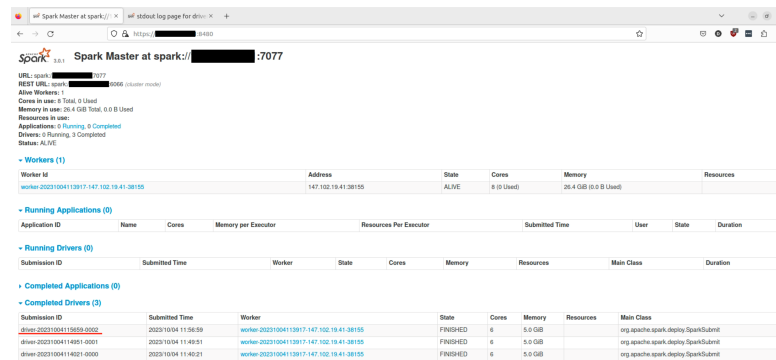 Spark Master at spark:// × stdout log page for driver × +
https:// :8480
Spark 3.0.1 Spark Master at spark:// :7077
URL: spark:// 7077
REST URL: spark:// 6066 (cluster mode)
Alive Workers: 1
Cores in use: 8 Total, 0 Used
Memory in use: 26.4 GiB Total, 0.0 B Used
Resources in use:
Applications: 0 Running, 0 Completed
Drivers: 0 Running, 3 Completed
Status: ALIVE
Workers (1)
Worker Id Address State Cores Memory Resources
worker-20231004113917-147.102.19.41-38155 147.102.19.41:38155 ALIVE 8 (0 Used) 26.4 GiB (0.0 B Used)
Running Applications (0)
Application ID Name Cores Memory per Executor Resources Per Executor Submitted Time User State Duration
Running Drivers (0)
Submission ID Submitted Time Worker State Cores Memory Resources Main Class Duration
Completed Applications (0)
Completed Drivers (3)
Submission ID Submitted Time Worker State Cores Memory Resources Main Class
driver-20231004115659-0002 2023/10/04 11:56:59 worker-20231004113917-147.102.19.41-38155 FINISHED 6 5.0 GiB org.apache.spark.deploy.SparkSubmit
driver-20231004114951-0001 2023/10/04 11:49:51 worker-20231004113917-147.102.19.41-38155 FINISHED 6 5.0 GiB org.apache.spark.deploy.SparkSubmit
driver-20231004114021-0000 2023/10/04 11:40:21 worker-20231004113917-147.102.19.41-38155 FINISHED 6 5.0 GiB org.apache.spark.deploy.SparkSubmit